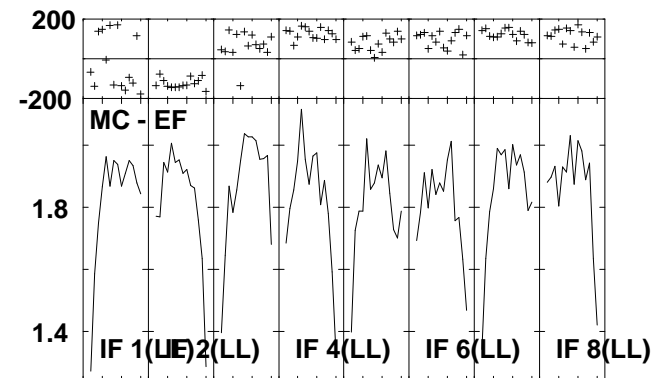 200
-200
MC - EF
1.8
1.4
IF 1(LL)
IF 2(LL)
IF 4(LL)
IF 6(LL)
IF 8(LL)